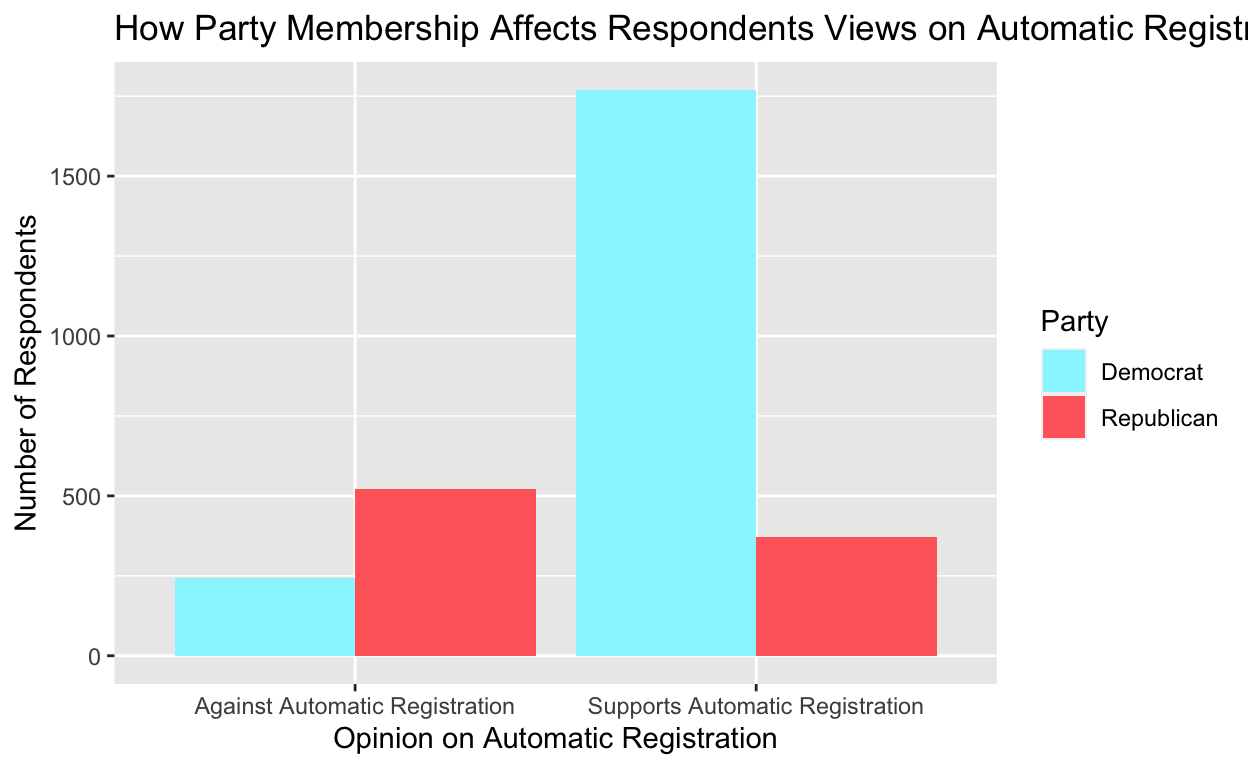 How Party Membership Affects Respondents Views on Automatic Registr
Number of Respondents
1500
1000
500
0
Against Automatic Registration
Supports Automatic Registration
Opinion on Automatic Registration
Party
Democrat
Republican